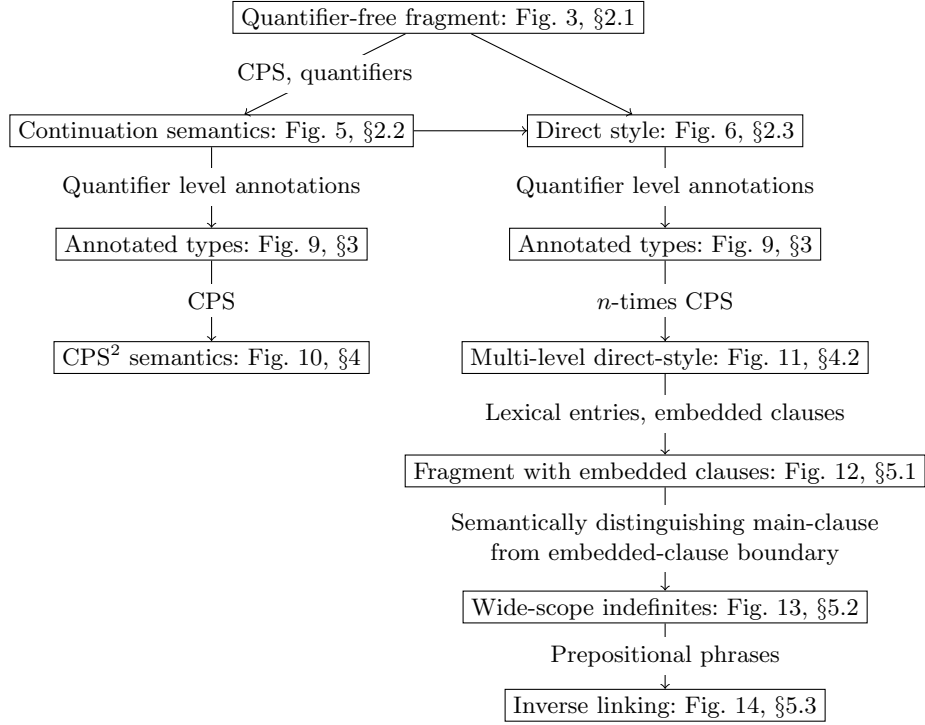 Quantifier-free fragment: Fig. 3, §2.1
CPS, quantifiers
Continuation semantics: Fig. 5, §2.2
Direct style: Fig. 6, §2.3
Quantifier level annotations
Quantifier level annotations
Annotated types: Fig. 9, §3
Annotated types: Fig. 9, §3
CPS
n-times CPS
CPS² semantics: Fig. 10, §4
Multi-level direct-style: Fig. 11, §4.2
Lexical entries, embedded clauses
Fragment with embedded clauses: Fig. 12, §5.1
Semantically distinguishing main-clause
from embedded-clause boundary
Wide-scope indefinites: Fig. 13, §5.2
Prepositional phrases
Inverse linking: Fig. 14, §5.3